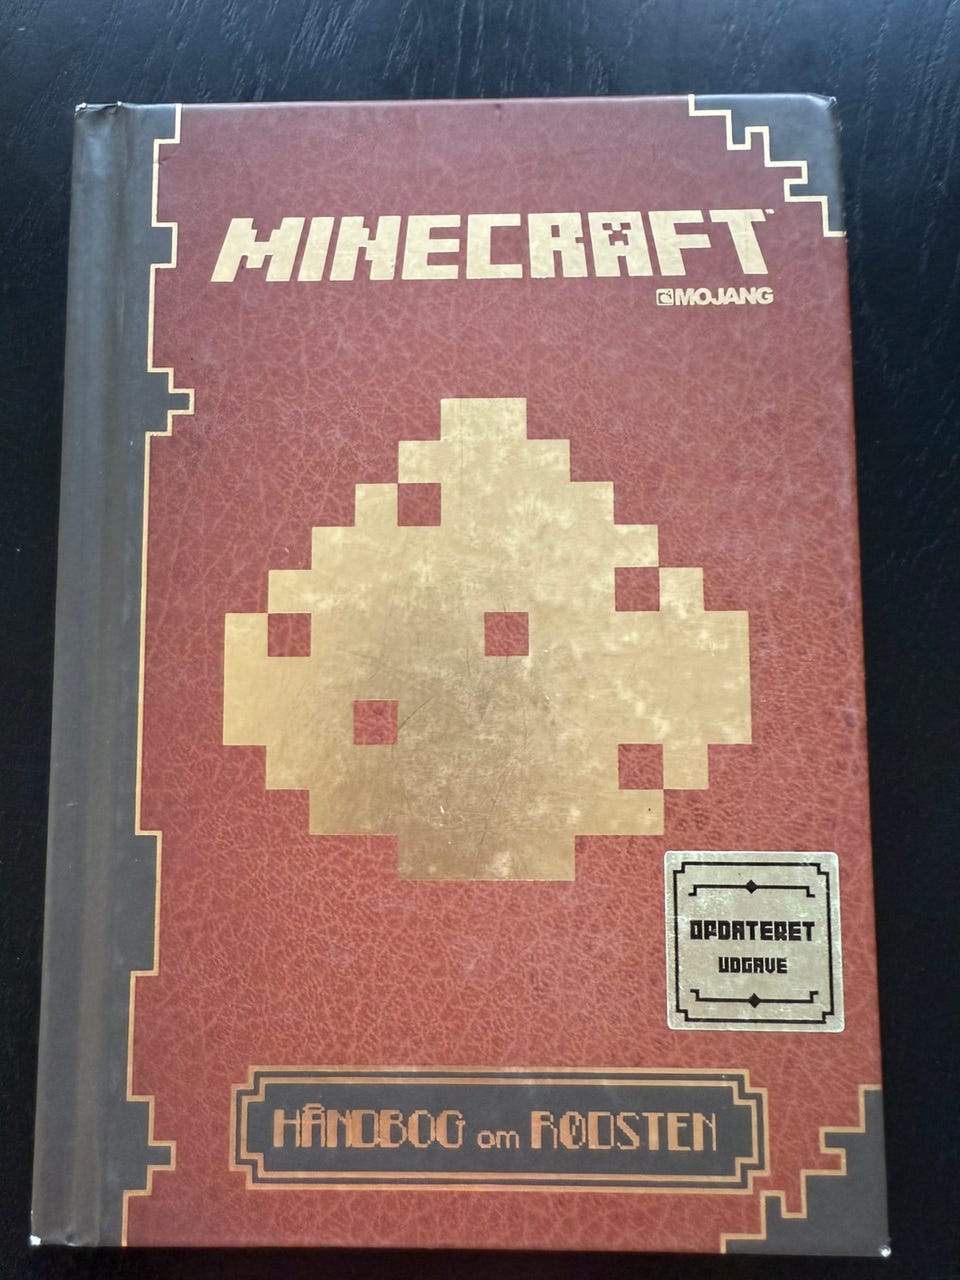 MINECRAFT™
MOJANG
OPDATERET
UDGAVE
HÅNDBOG om RØDSTEN